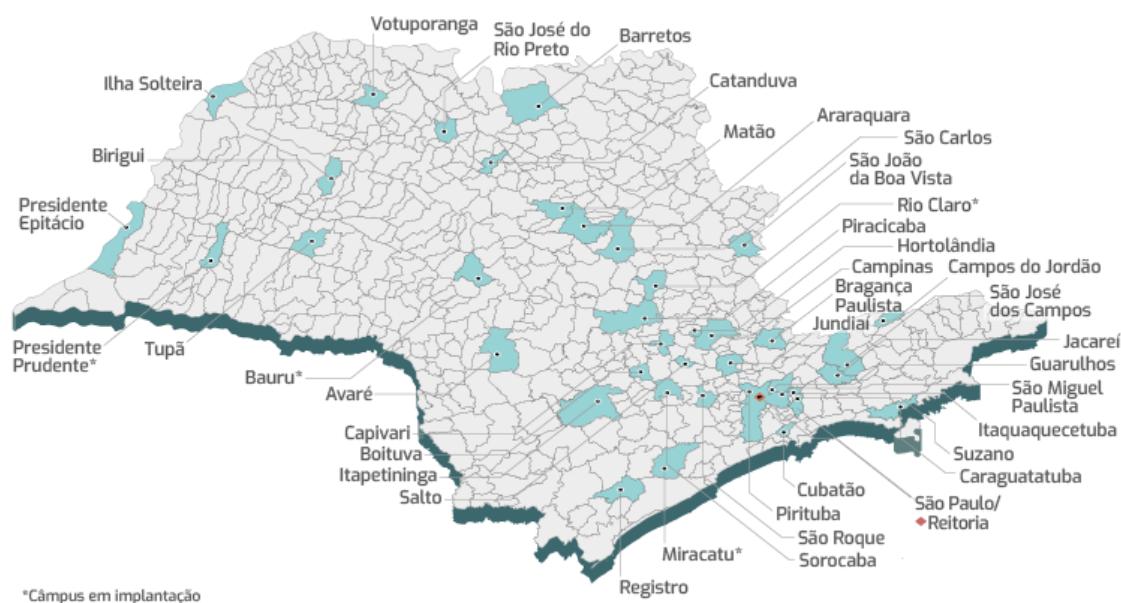 Votuporanga
São José do
Rio Preto
Barretos
Ilha Solteira
Catanduva
Araraquara
Matão
São Carlos
Birigui
São João
da Boa Vista
Presidente
Epitácio
Rio Claro*
Piracicaba
Hortolândia
Campinas
Campos do Jordão
Bragança
Paulista
São José
dos Campos
Jundiaí
Presidente
Prudente*
Tupã
Jacareí
Guarulhos
Bauru*
Avaré
São Miguel
Paulista
Capivari
Itaquaquecetuba
Boituva
Suzano
Itapetininga
Caraguatatuba
Salto
Cubatão
São Paulo/
Reitoria
Pirituba
São Roque
Miracatu*
Sorocaba
Registro
*Câmpus em implantação